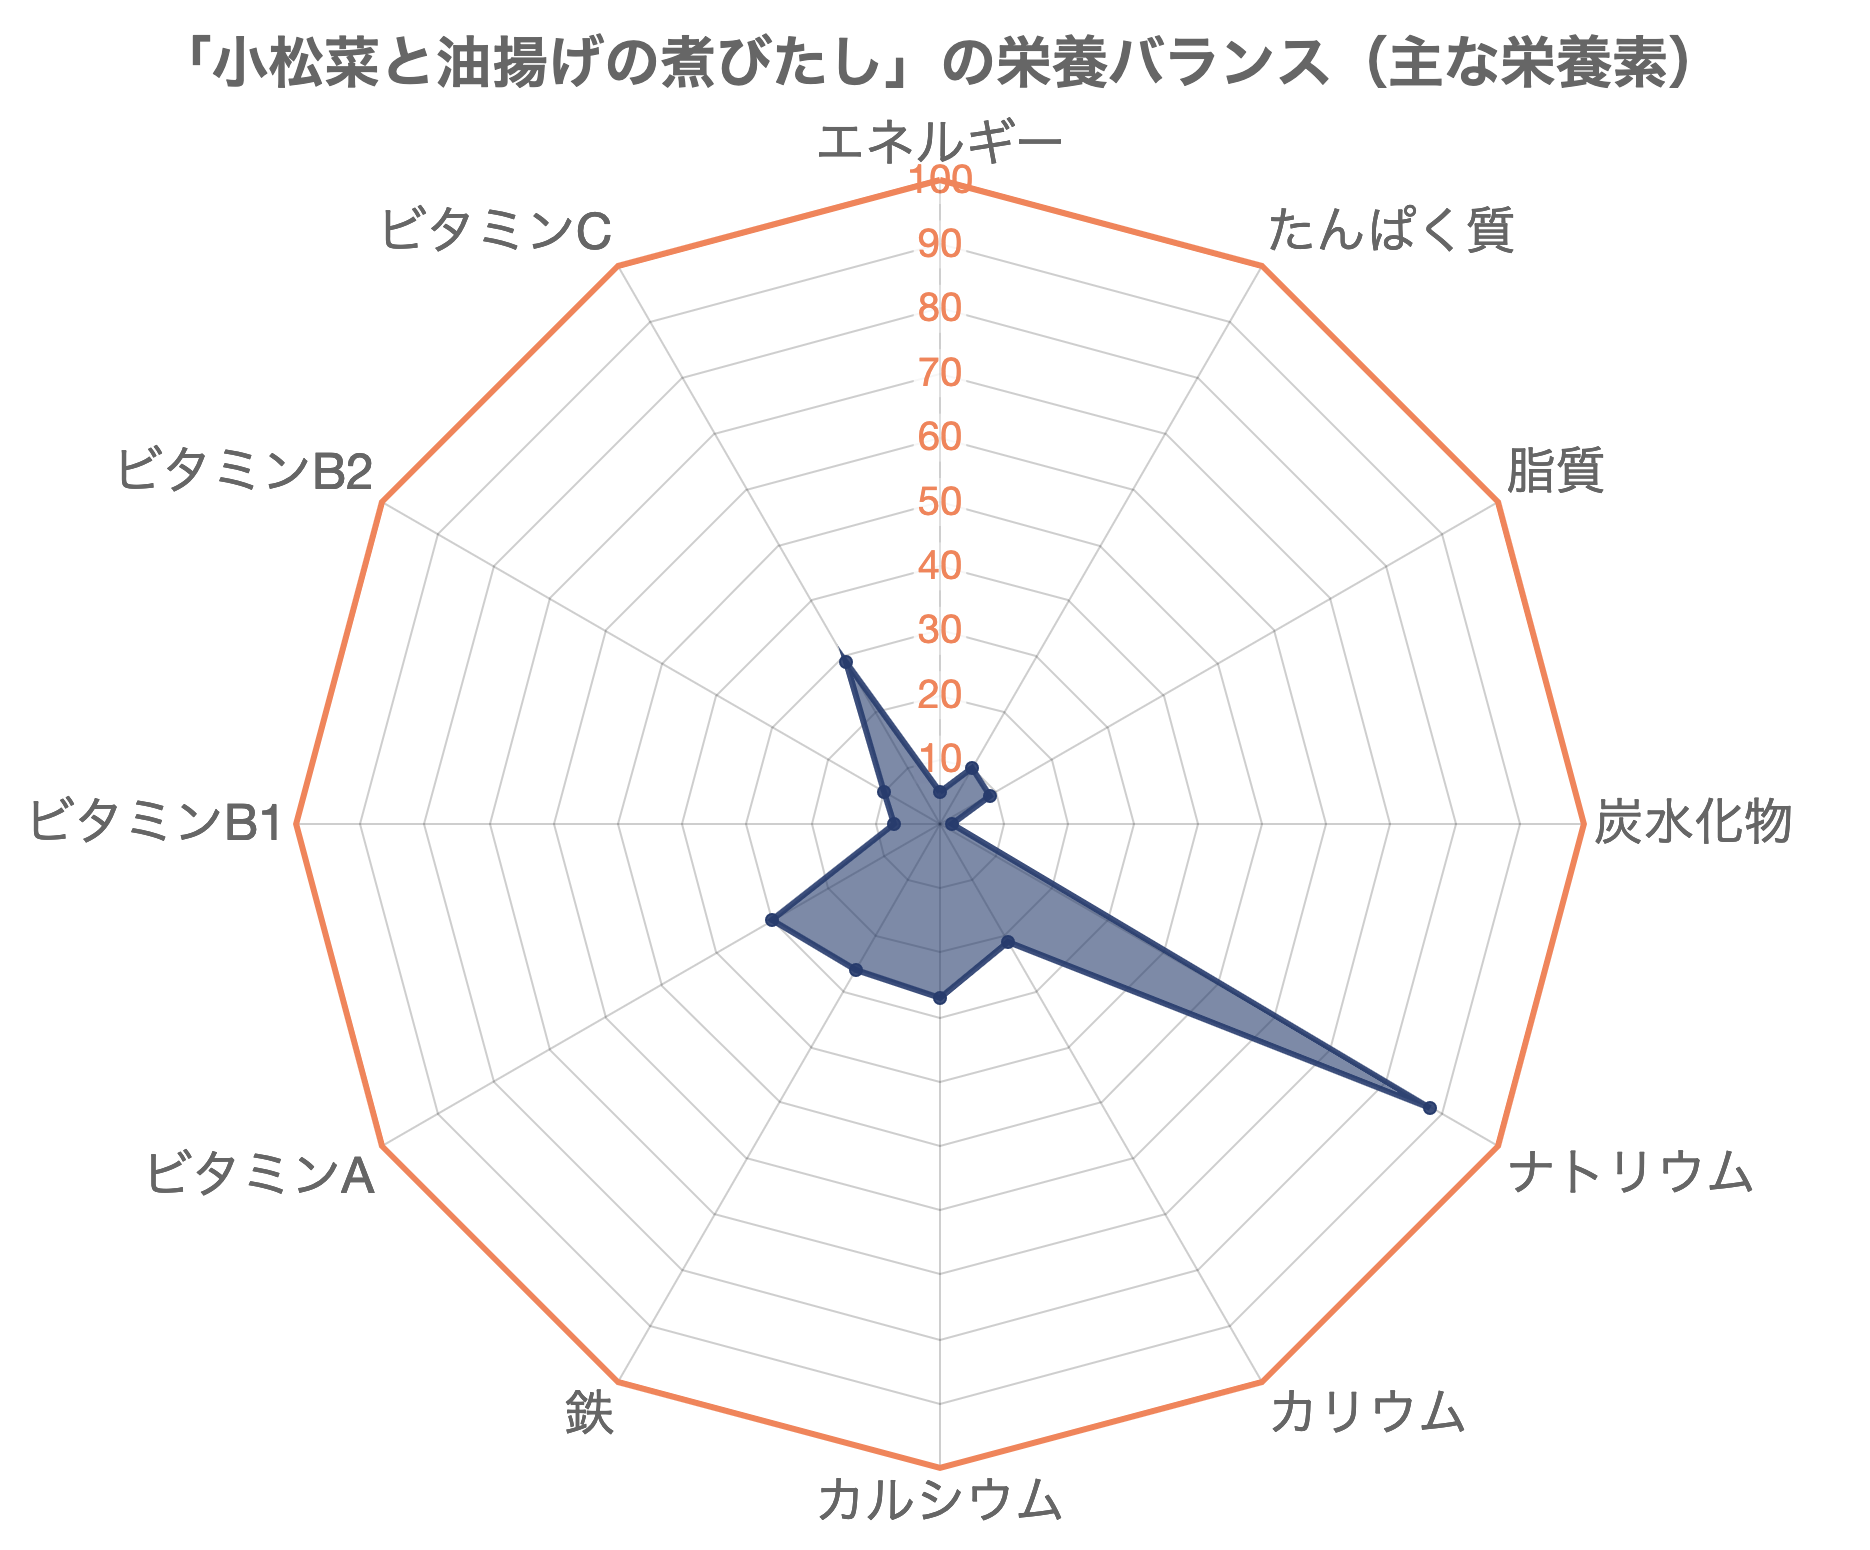 「小松菜と油揚げの煮びたし」の栄養バランス（主な栄養素）
エネルギー
100
ビタミンC
たんぱく質
90
80
70
60
ビタミンB2
脂質
50
40
30
20
10
ビタミンB1
炭水化物
ビタミンA
ナトリウム
鉄
カリウム
カルシウム